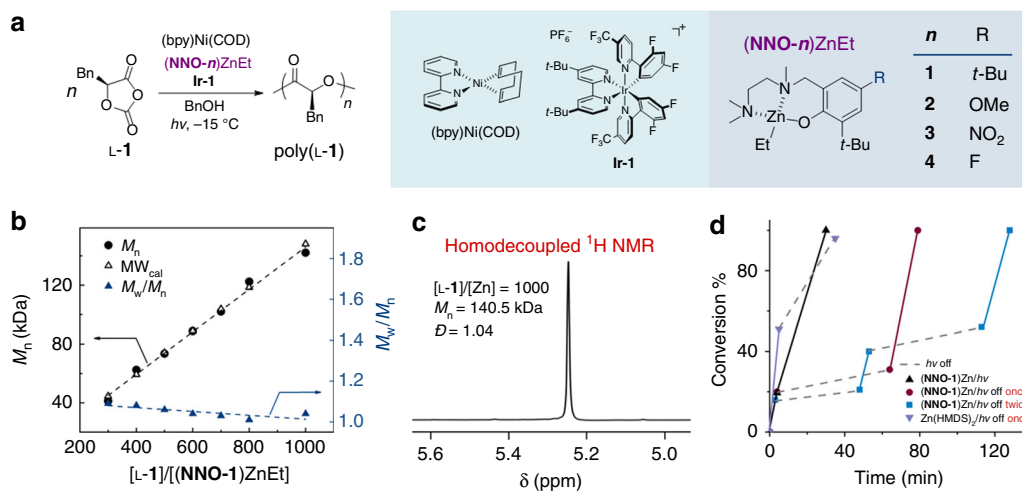 a
(bpy)Ni(COD)
(NNO-n)ZnEt
Ir-1
BnOH
hν, –15 °C
Bn
n
O
O
O
O
L-1
O
O
n
Bn
poly(L-1)
N
Ni
N
(bpy)Ni(COD)
PF6−
+
F3C
F
F
t-Bu
N
N
Ir
t-Bu
N
N
F
F
F3C
Ir-1
(NNO-n)ZnEt
N
N
Zn
O
Et
t-Bu
R
n R
1 t-Bu
2 OMe
3 NO2
4 F
b
Mn
MWcal
Mw/Mn
Mn (kDa)
120
80
40
1.8
1.6
1.4
1.2
1.0
Mw/Mn
200 400 600 800 1000
[L-1]/[(NNO-1)ZnEt]
c
Homodecoupled 1H NMR
[L-1]/[Zn] = 1000
Mn = 140.5 kDa
Đ = 1.04
5.6 5.4 5.2 5.0
δ (ppm)
d
Conversion %
80
40
0
hν off
(NNO-1)Zn/hν
(NNO-1)Zn/hν off
(NNO-1)Zn/hν off
Zn(HMDS)2/hν off
0 40 80 120
Time (min)